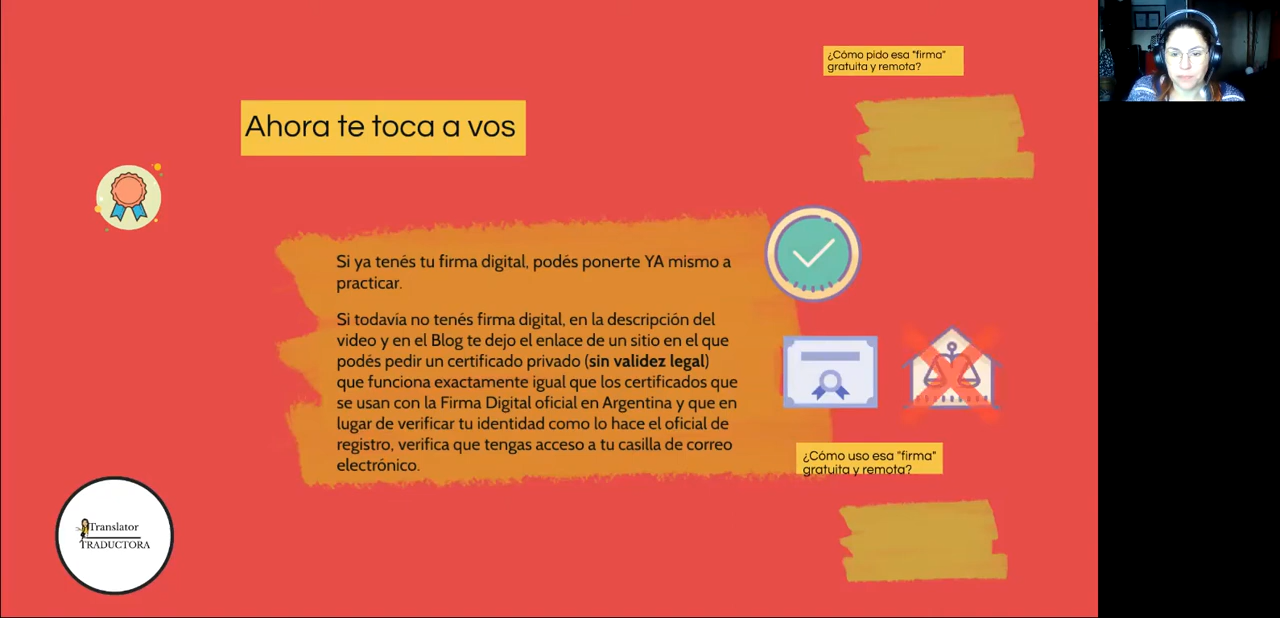 ¿Cómo pido esa "firma"
gratuita y remota?
Ahora te toca a vos
Si ya tenés tu firma digital, podés ponerte YA mismo a
practicar.
Si todavía no tenés firma digital, en la descripción del
video y en el Blog te dejo el enlace de un sitio en el que
podés pedir un certificado privado (sin validez legal)
que funciona exactamente igual que los certificados que
se usan con la Firma Digital oficial en Argentina y que en
lugar de verificar tu identidad como lo hace el oficial de
registro, verifica que tengas acceso a tu casilla de correo
electrónico.
¿Cómo uso esa "firma"
gratuita y remota?
Translator
TRADUCTORA